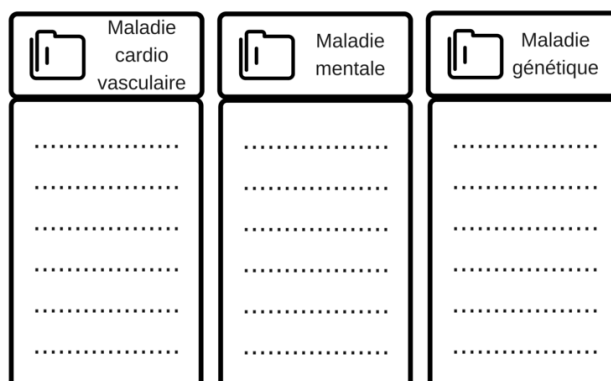 Maladie
cardio
vasculaire
Maladie
mentale
Maladie
génétique